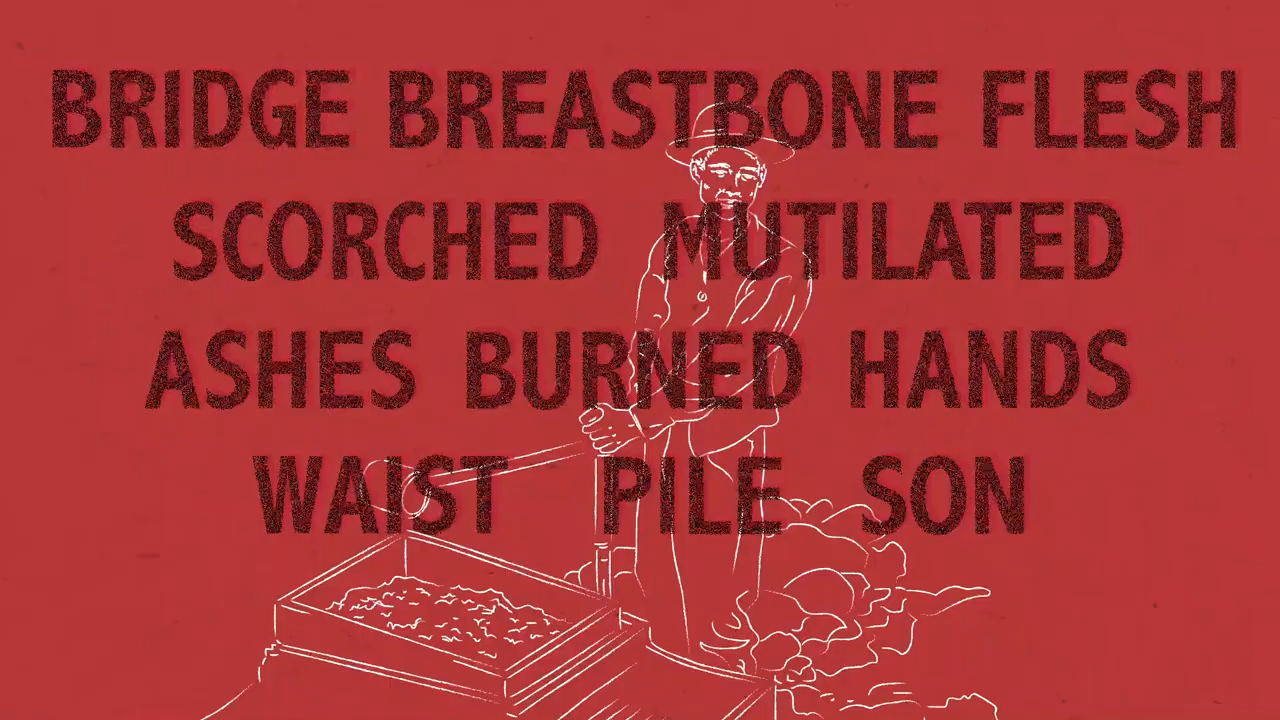 BRIDGE BREASTBONE FLESH
SCORCHED MUTILATED
ASHES BURNED HANDS
WAIST PILE SON